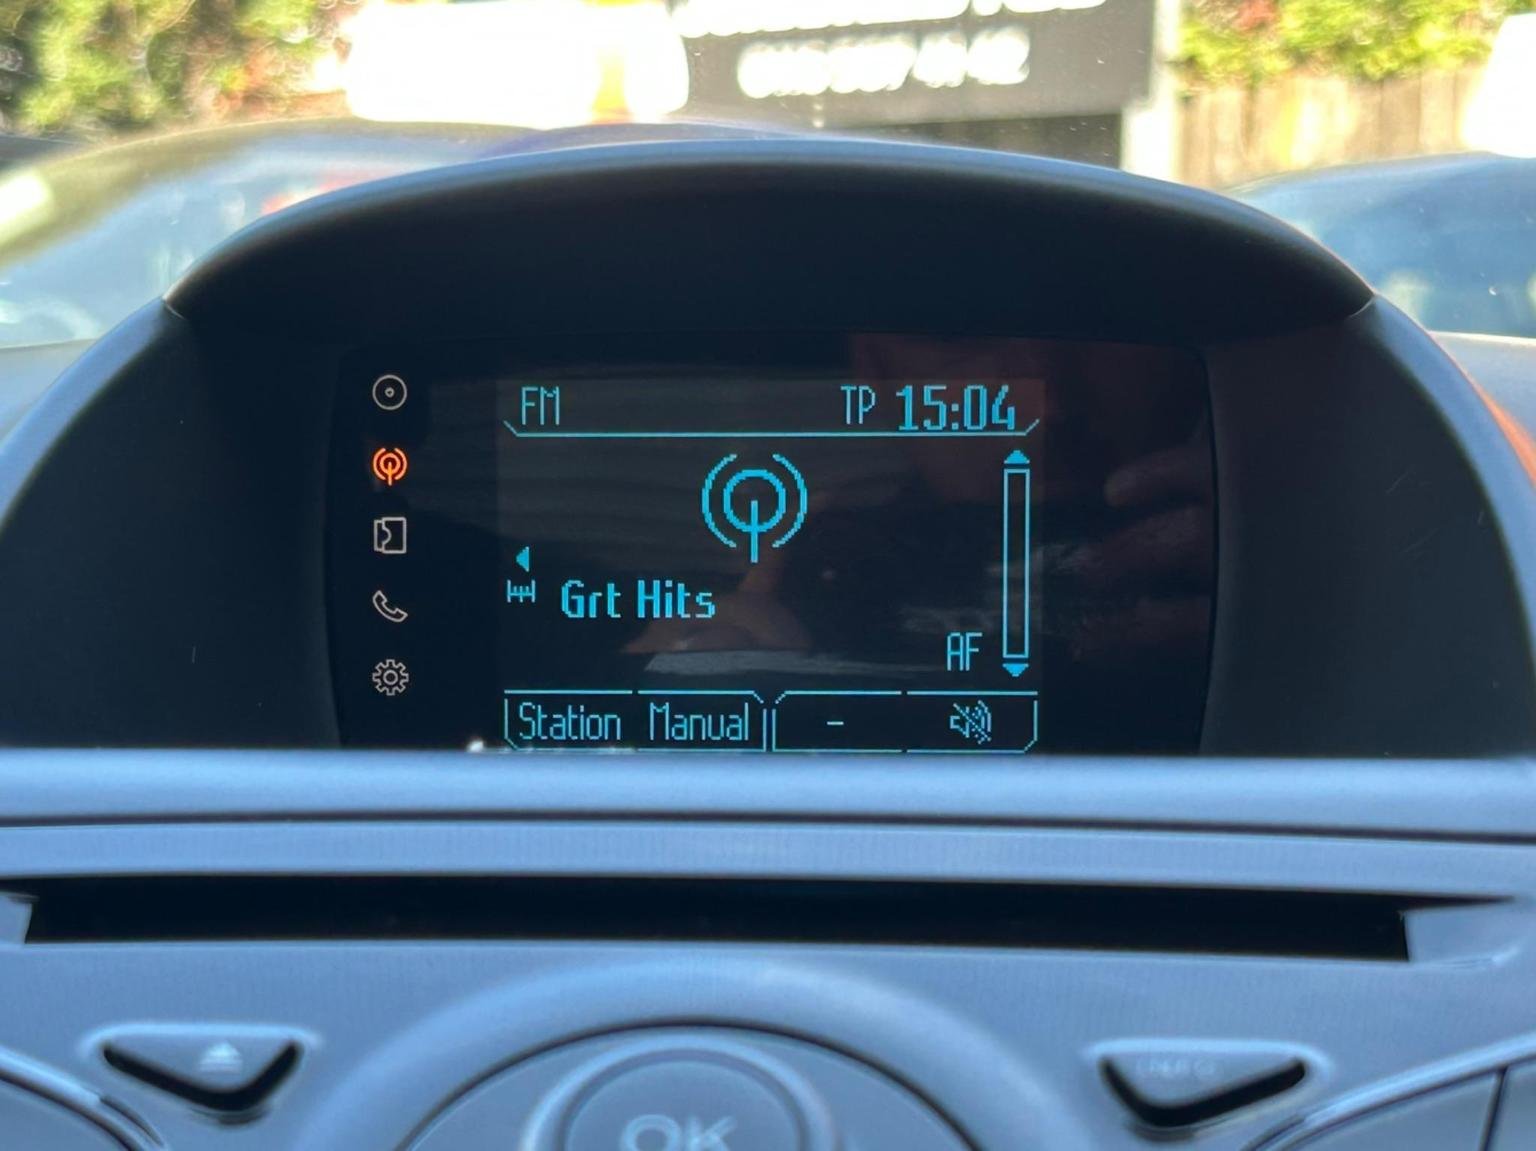 FM TP 15:04
Grt Hits
AF
Station Manual –
OK